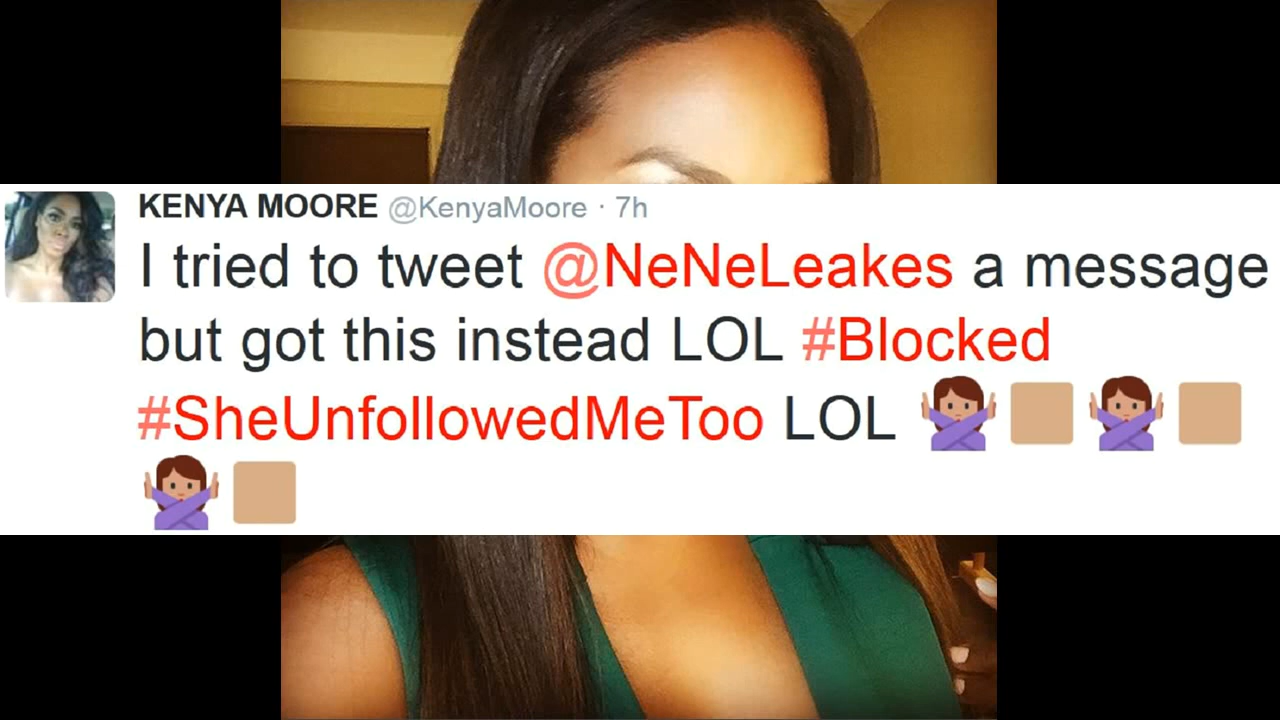 KENYA MOORE @KenyaMoore · 7h
I tried to tweet @NeNeLeakes a message
but got this instead LOL #Blocked
#SheUnfollowedMeToo LOL 🙅🏽🙅🏽
🙅🏽